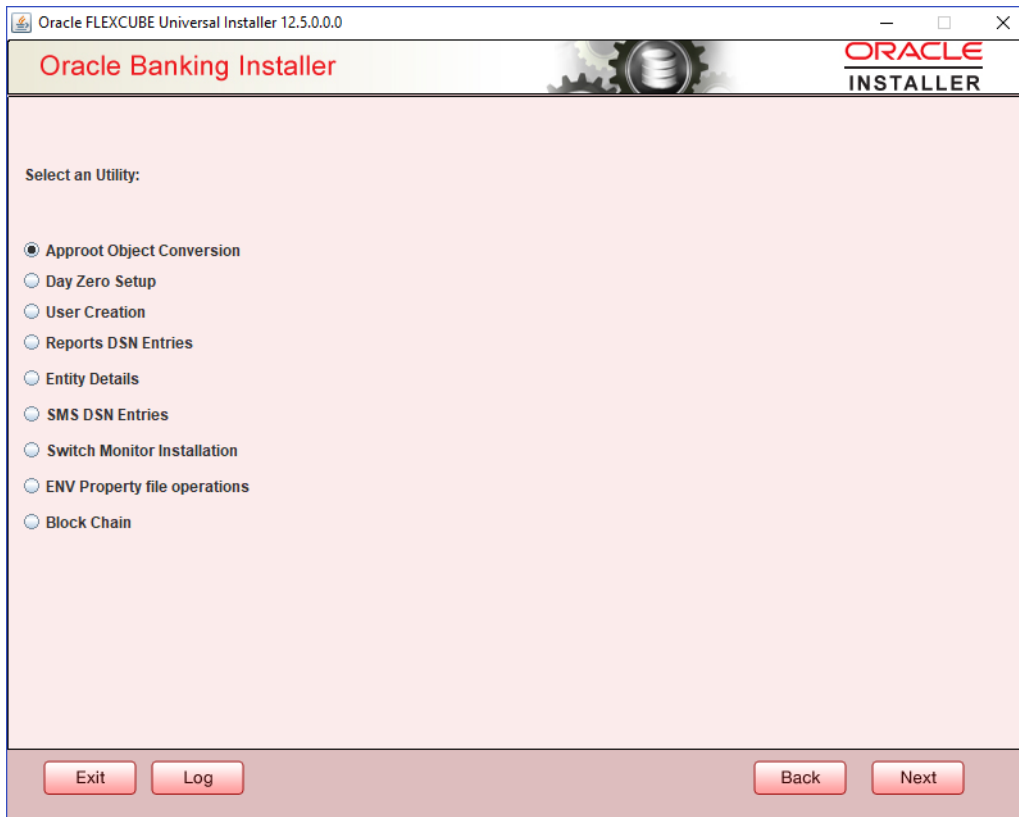 Oracle FLEXCUBE Universal Installer 12.5.0.0.0
Oracle Banking Installer
ORACLE
INSTALLER
Select an Utility:
Approot Object Conversion
Day Zero Setup
User Creation
Reports DSN Entries
Entity Details
SMS DSN Entries
Switch Monitor Installation
ENV Property file operations
Block Chain
Exit
Log
Back
Next